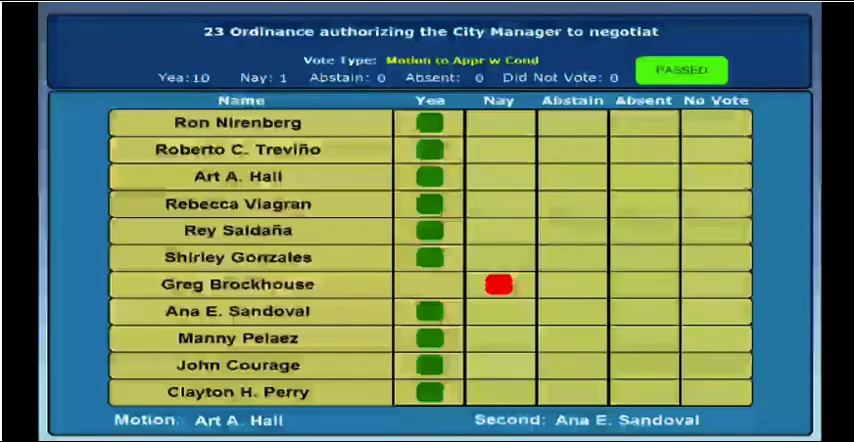 23 Ordinance authorizing the City Manager to negotiat
Vote Type: Motion to Appr w Cond
Yea:10 Nay: 1 Abstain: 0 Absent: 0 Did Not Vote: 0
PASSED
Name Yea Nay Abstain Absent No Vote
Ron Nirenberg
Roberto C. Treviño
Art A. Hall
Rebecca Viagran
Rey Saldaña
Shirley Gonzales
Greg Brockhouse
Ana E. Sandoval
Manny Pelaez
John Courage
Clayton H. Perry
Motion: Art A. Hall Second: Ana E. Sandoval